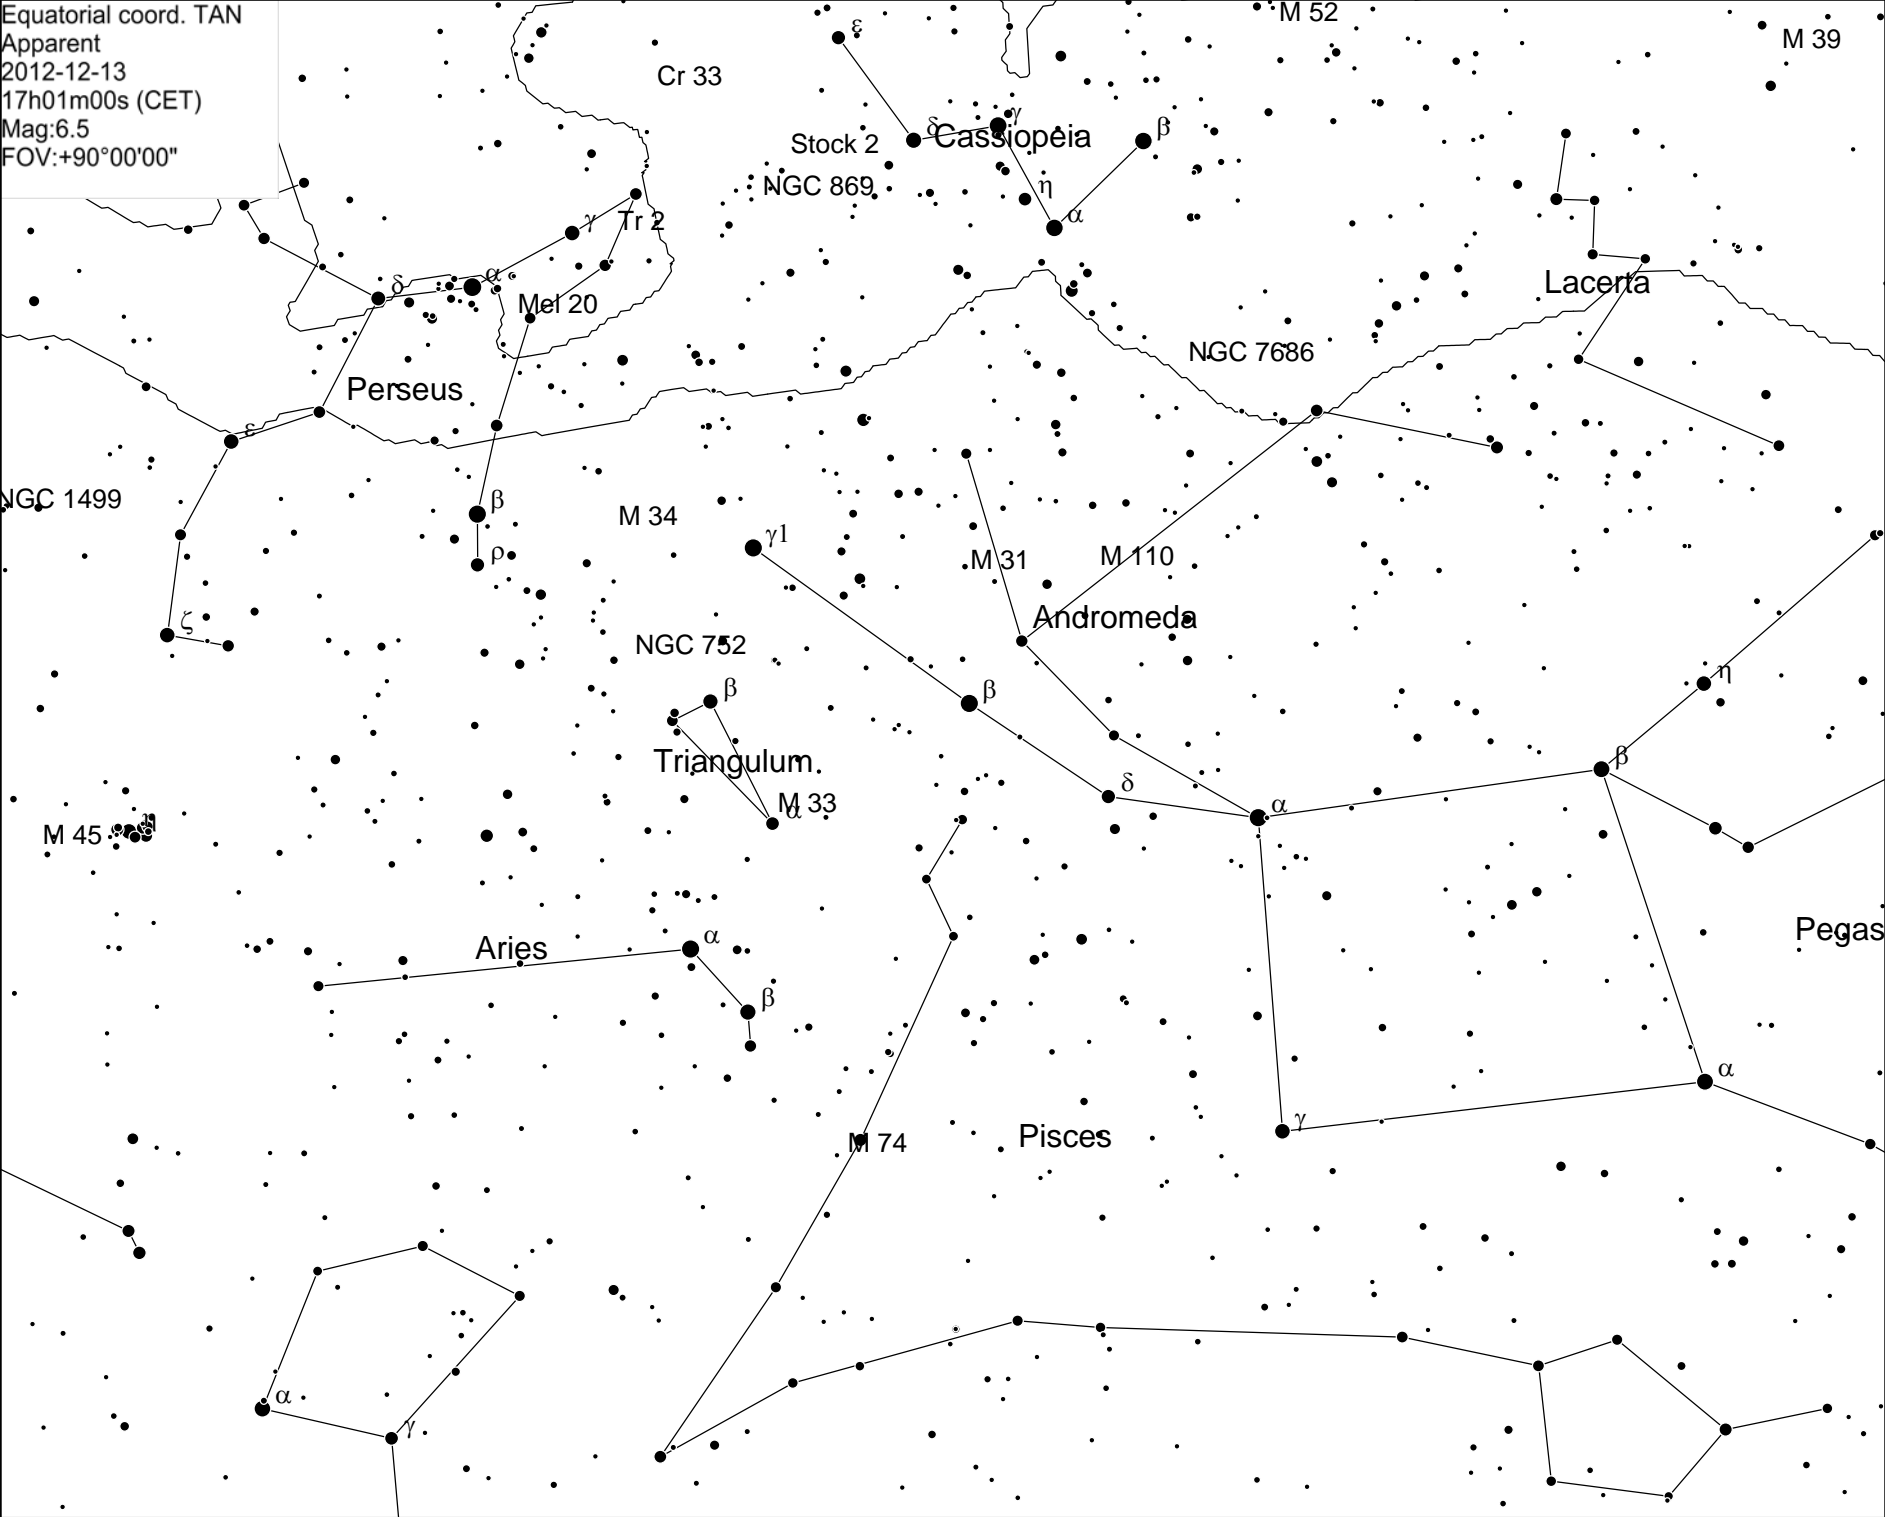 Equatorial coord. TAN
Apparent
2012-12-13
17h01m00s (CET)
Mag:6.5
FOV:+90°00'00"
M 52
M 39
ε
Cr 33
γ
δ
Cassiopeia
β
Stock 2
NGC 869
η
α
γ
Tr 2
δ
α
Mel 20
Lacerta
NGC 7686
Perseus
ε
NGC 1499
β
M 34
ρ
γ1
M 31
M 110
Andromeda
ζ
NGC 752
β
β
η
Triangulum
β
M 33
α
δ
α
M 45
η
Aries
α
Pegas
β
α
M 74
Pisces
γ
α
γ